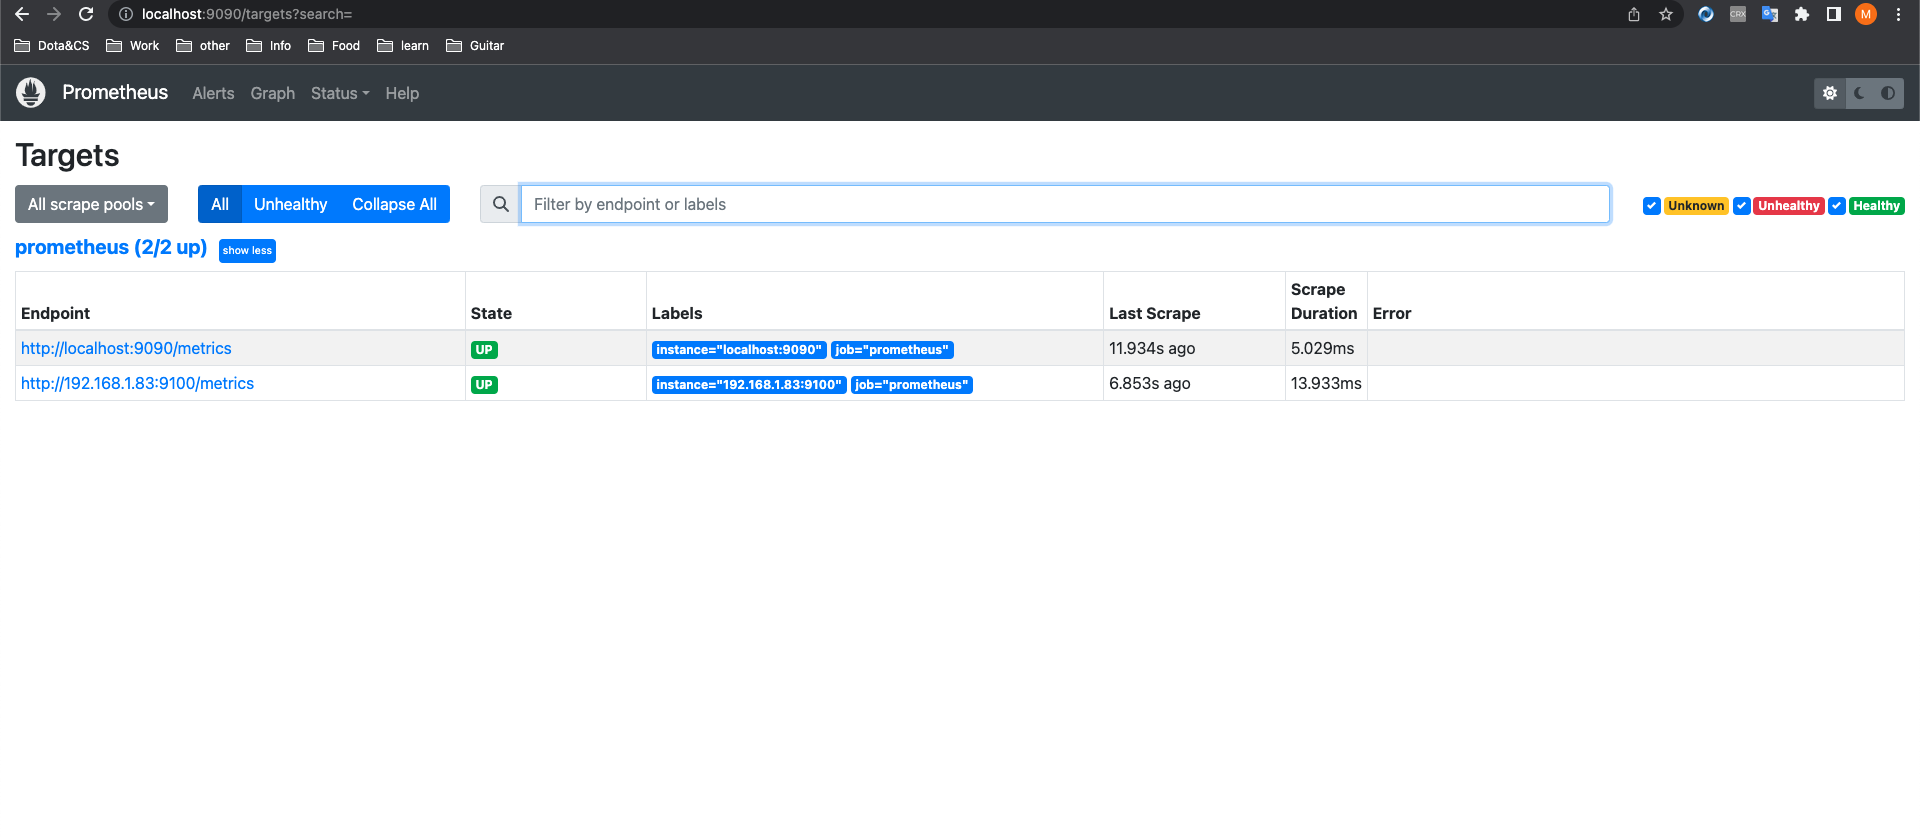 localhost:9090/targets?search=
CRX
G
M
Dota&CS Work other Info Food learn Guitar
Prometheus Alerts Graph Status Help
Targets
All scrape pools All Unhealthy Collapse All Filter by endpoint or labels Unknown Unhealthy Healthy
prometheus (2/2 up) show less
Endpoint State Labels Last Scrape Scrape Duration Error
http://localhost:9090/metrics UP instance="localhost:9090" job="prometheus" 11.934s ago 5.029ms
http://192.168.1.83:9100/metrics UP instance="192.168.1.83:9100" job="prometheus" 6.853s ago 13.933ms